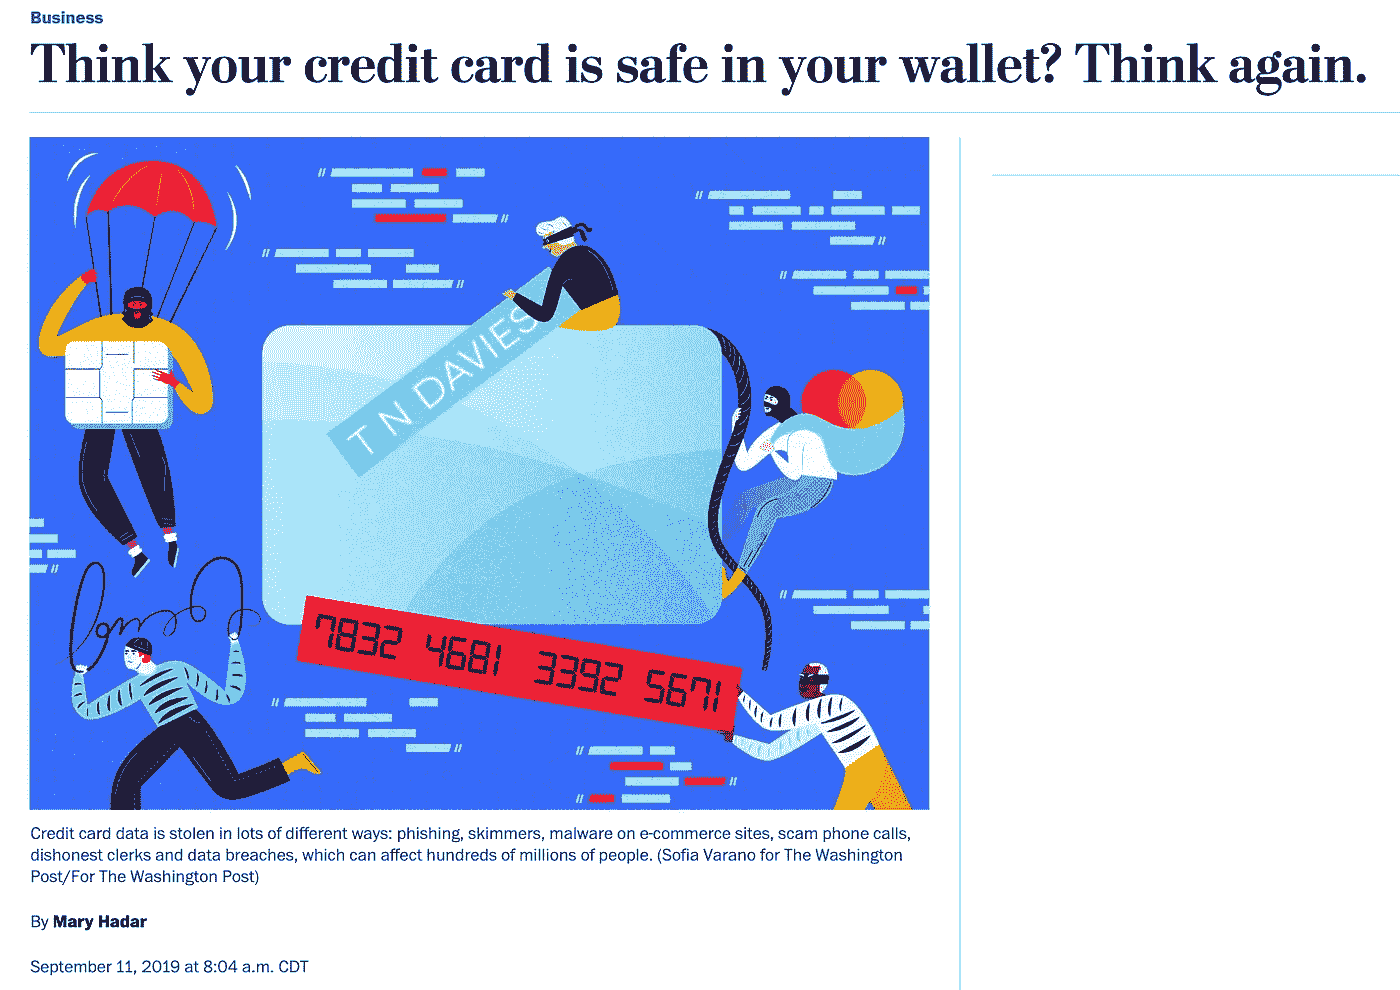 Business
Think your credit card is safe in your wallet? Think again.
T N DAVIES
7832 4681 3392 5671
Credit card data is stolen in lots of different ways: phishing, skimmers, malware on e-commerce sites, scam phone calls,
dishonest clerks and data breaches, which can affect hundreds of millions of people. (Sofia Varano for The Washington
Post/For The Washington Post)
By Mary Hadar
September 11, 2019 at 8:04 a.m. CDT